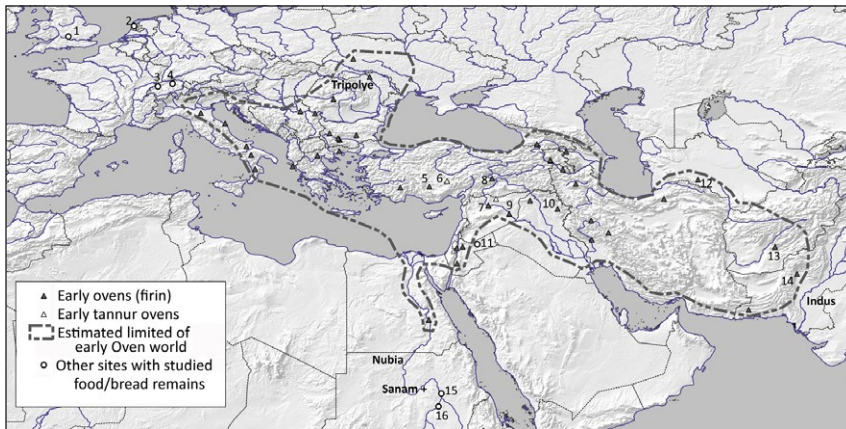 1
2
3
4
Tripolye
5
6
8
7
9
10
11
12
13
14
Indus
Early ovens (firin)
Early tannur ovens
Estimated limited of
early Oven world
Other sites with studied
food/bread remains
Nubia
Sanam +
15
16